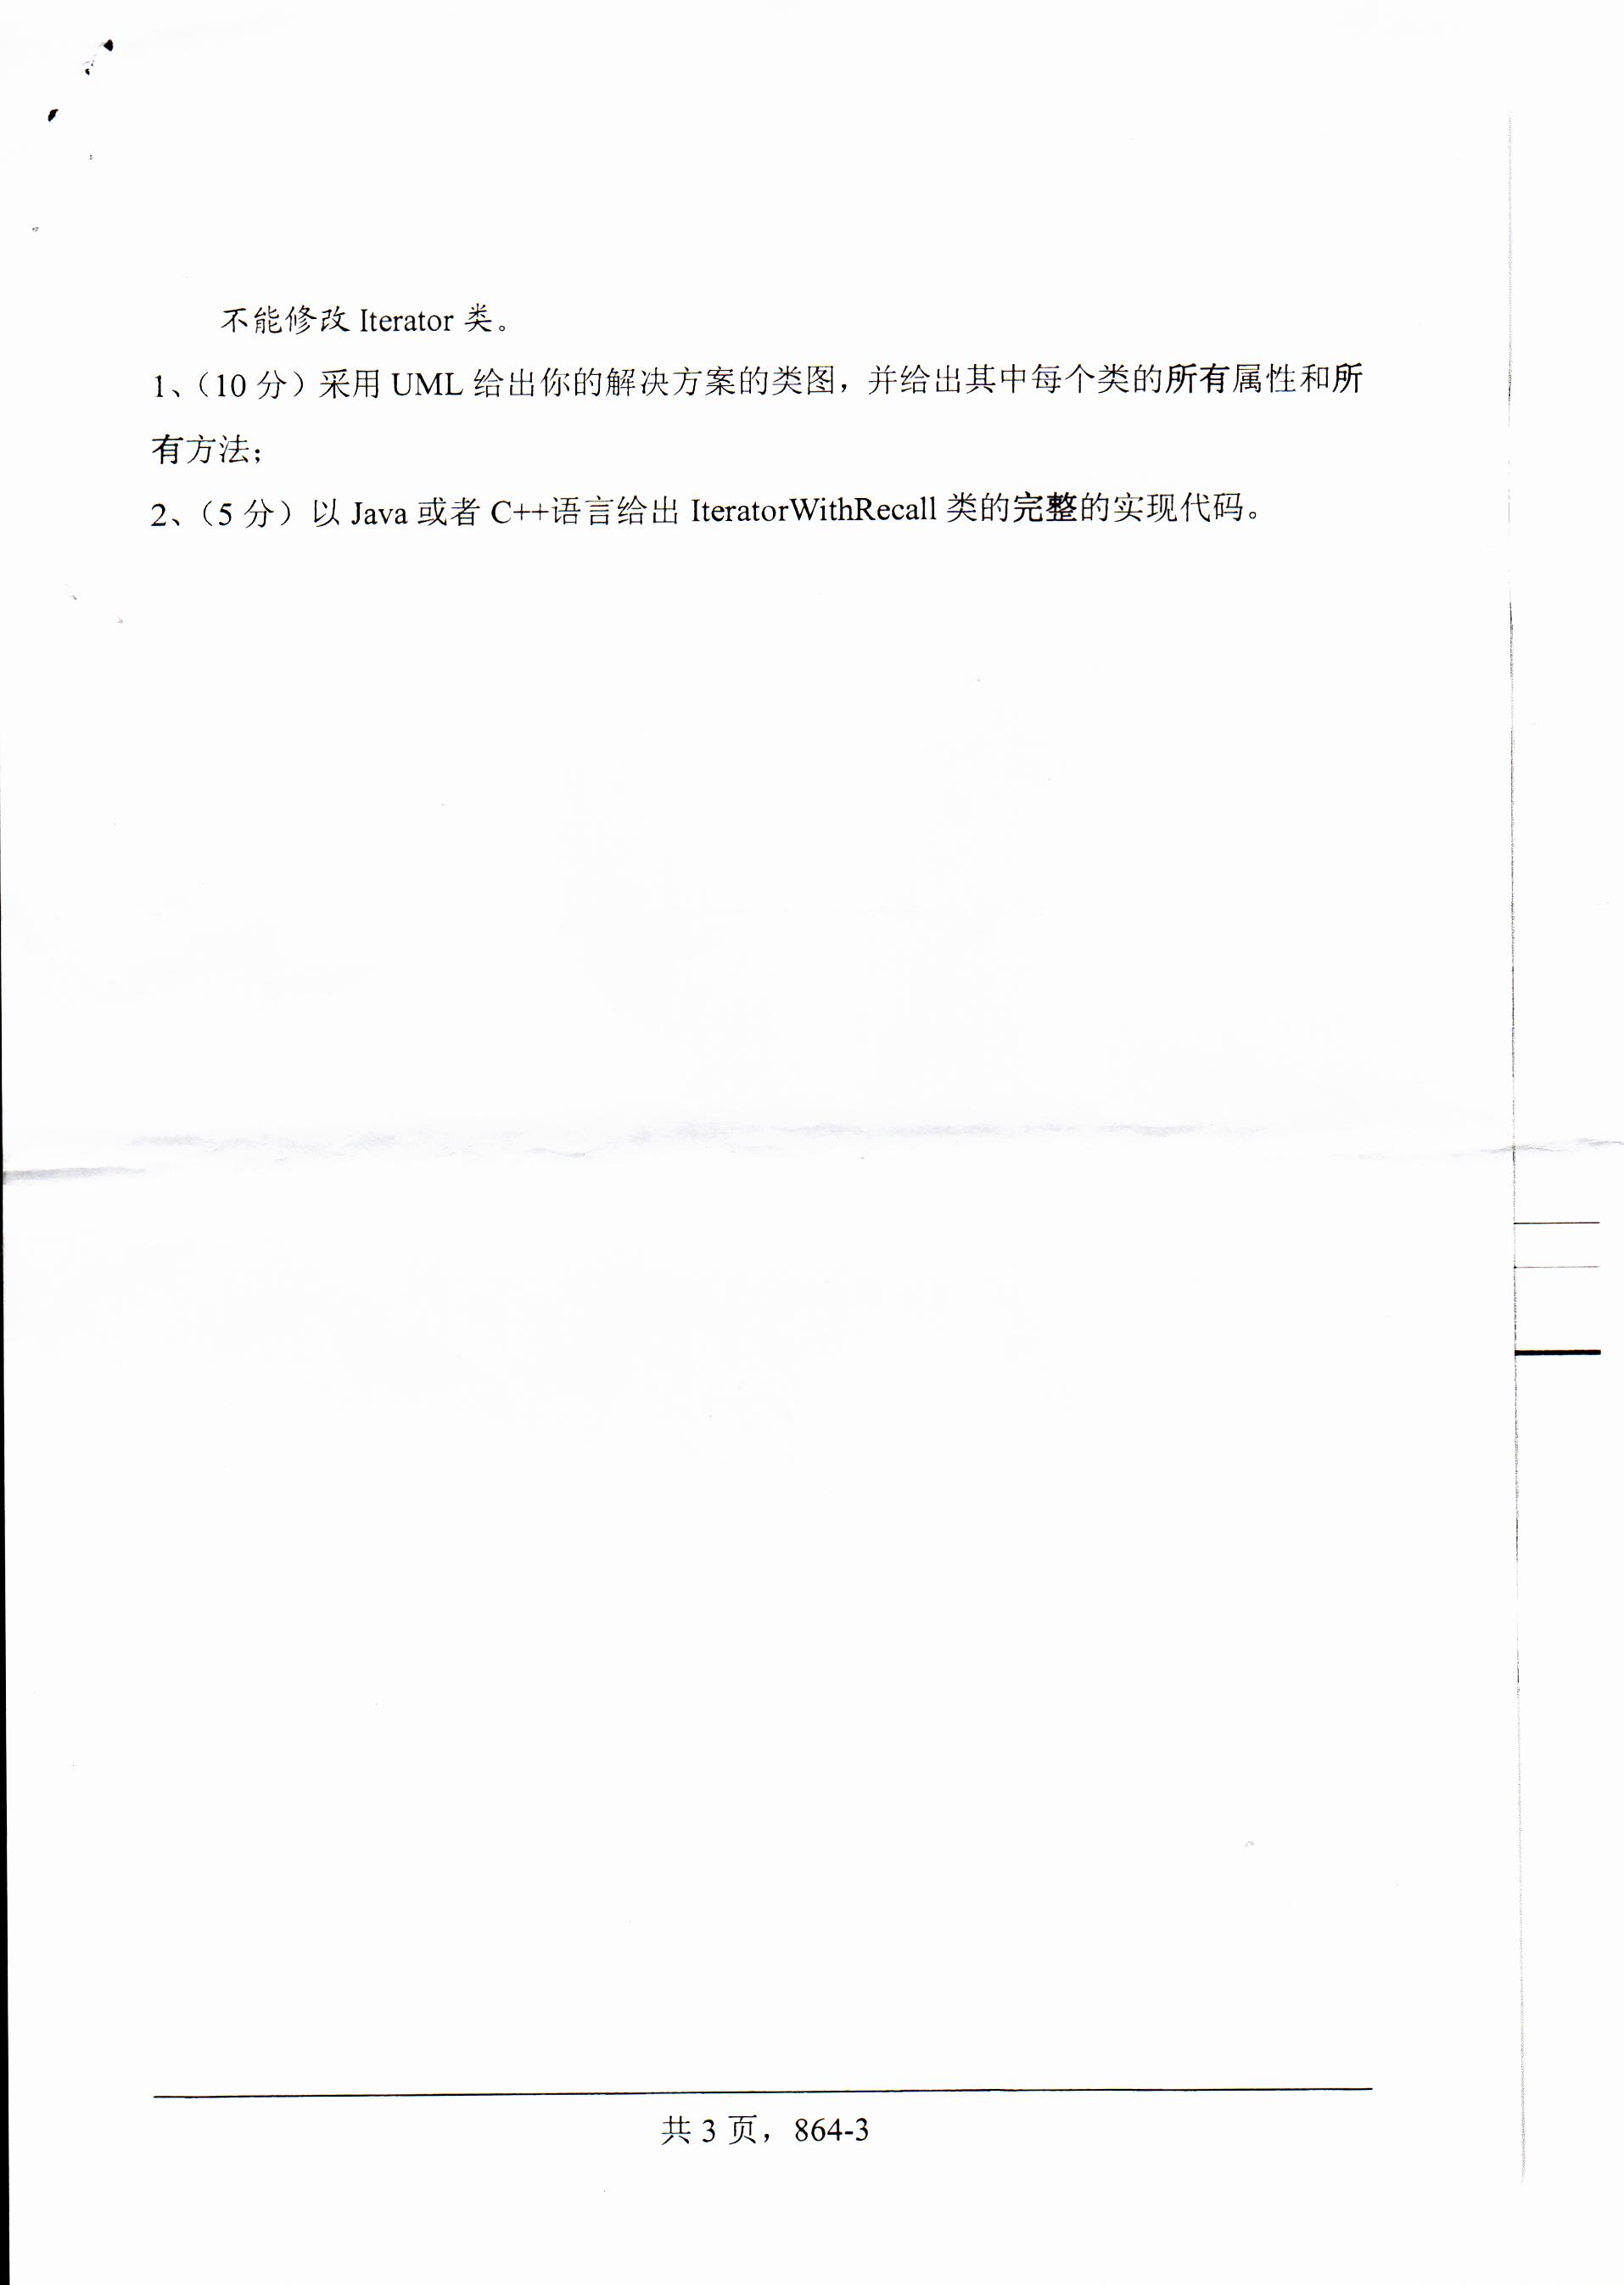 不能修改 Iterator 类。
1、（10 分）采用 UML 给出你的解决方案的类图，并给出其中每个类的所有属性和所
有方法；
2、（5 分）以 Java 或者 C++语言给出 IteratorWithRecall 类的完整的实现代码。
共 3 页，864-3